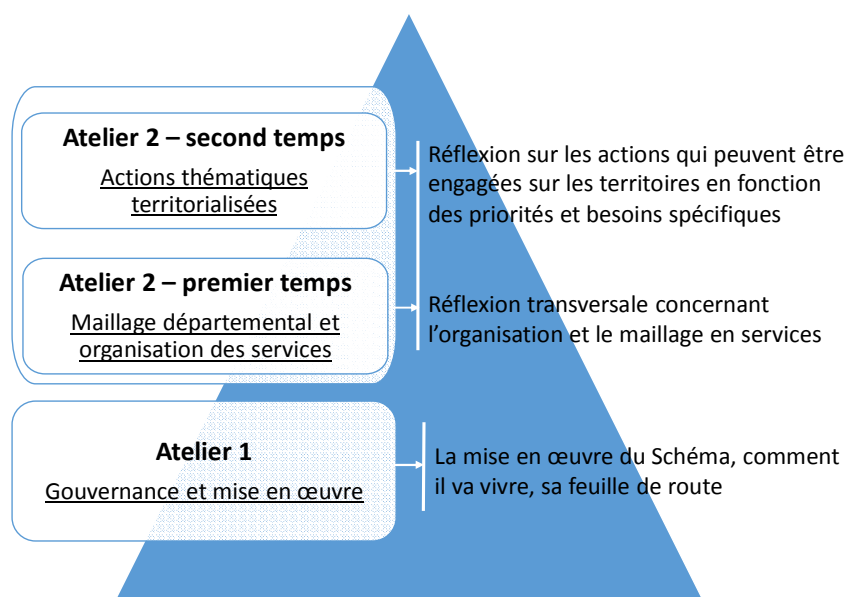 Atelier 2 – second temps
Actions thématiques
territorialisées
Réflexion sur les actions qui peuvent être
engagées sur les territoires en fonction
des priorités et besoins spécifiques
Atelier 2 – premier temps
Maillage départemental et
organisation des services
Réflexion transversale concernant
l’organisation et le maillage en services
Atelier 1
Gouvernance et mise en œuvre
La mise en œuvre du Schéma, comment
il va vivre, sa feuille de route